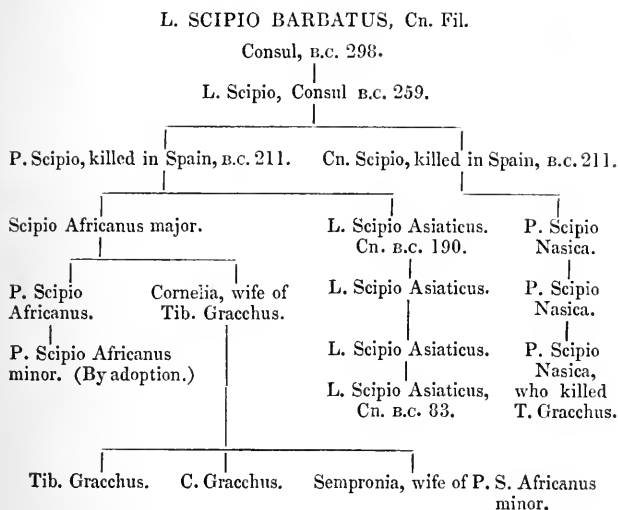 L. SCIPIO BARBATUS, Cn. Fil.
Consul, B.C. 298.
L. Scipio, Consul B.C. 259.
P. Scipio, killed in Spain, B.C. 211. Cn. Scipio, killed in Spain, B.C. 211.
Scipio Africanus major. L. Scipio Asiaticus. P. Scipio
Cn. B.C. 190. Nasica.
P. Scipio Cornelia, wife of L. Scipio Asiaticus. P. Scipio
Africanus. Tib. Gracchus. Nasica.
P. Scipio Africanus L. Scipio Asiaticus. P. Scipio
minor. (By adoption.) Nasica,
L. Scipio Asiaticus, who killed
Cn. B.C. 83. T. Gracchus.
Tib. Gracchus. C. Gracchus. Sempronia, wife of P. S. Africanus
minor.